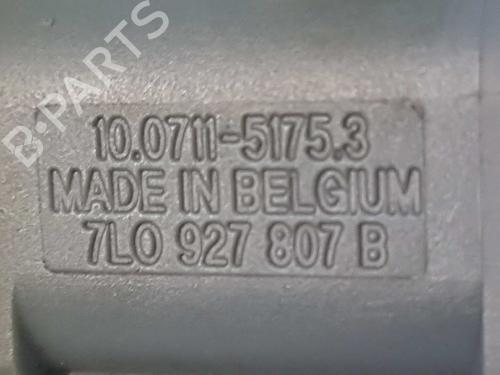 B-PARTS
10.0711-5175.3
MADE IN BELGIUM
7L0 927 807 B